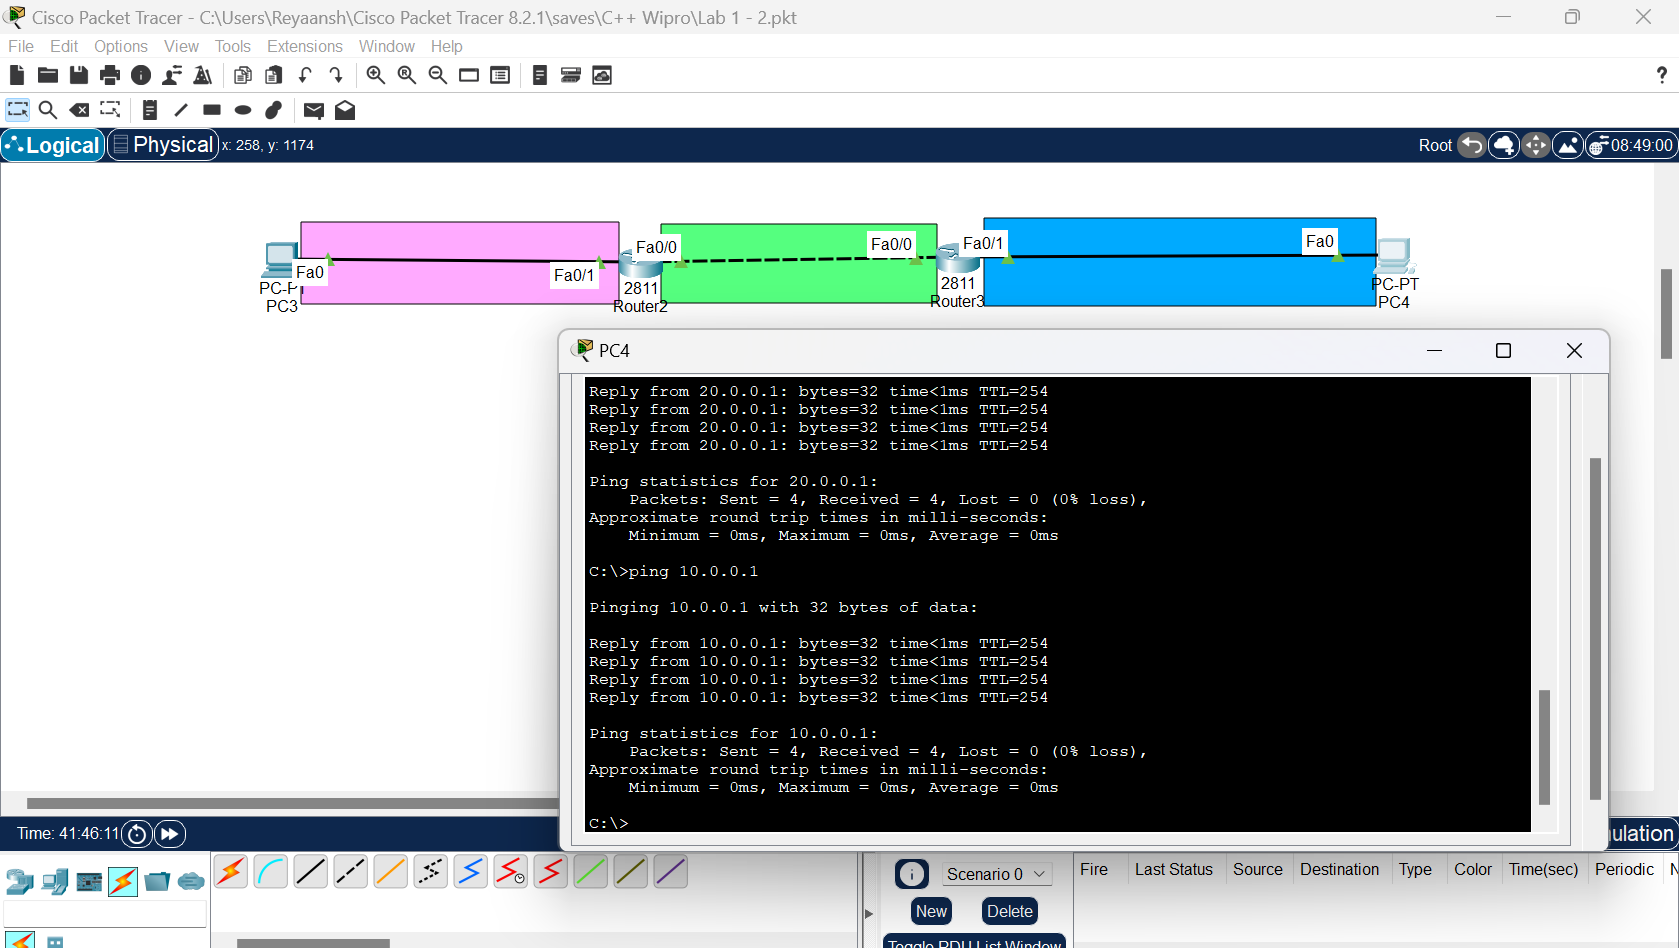 Cisco Packet Tracer - C:\Users\Reyaansh\Cisco Packet Tracer 8.2.1\saves\C++ Wipro\Lab 1 - 2.pkt
File Edit Options View Tools Extensions Window Help
Logical Physical x: 258, y: 1174 Root 08:49:00
Fa0 Fa0/1 Fa0/0 Fa0/0 Fa0/1 Fa0
PC-P
PC3
2811
Router2
2811
Router3
PC-PT
PC4
PC4
Reply from 20.0.0.1: bytes=32 time<1ms TTL=254
Reply from 20.0.0.1: bytes=32 time<1ms TTL=254
Reply from 20.0.0.1: bytes=32 time<1ms TTL=254
Reply from 20.0.0.1: bytes=32 time<1ms TTL=254
Ping statistics for 20.0.0.1:
Packets: Sent = 4, Received = 4, Lost = 0 (0% loss),
Approximate round trip times in milli-seconds:
Minimum = 0ms, Maximum = 0ms, Average = 0ms
C:\>ping 10.0.0.1
Pinging 10.0.0.1 with 32 bytes of data:
Reply from 10.0.0.1: bytes=32 time<1ms TTL=254
Reply from 10.0.0.1: bytes=32 time<1ms TTL=254
Reply from 10.0.0.1: bytes=32 time<1ms TTL=254
Reply from 10.0.0.1: bytes=32 time<1ms TTL=254
Ping statistics for 10.0.0.1:
Packets: Sent = 4, Received = 4, Lost = 0 (0% loss),
Approximate round trip times in milli-seconds:
Minimum = 0ms, Maximum = 0ms, Average = 0ms
C:\>
Time: 41:46:11 ulation
Scenario 0
New Delete
Toggle PDU List Window
Fire Last Status Source Destination Type Color Time(sec) Periodic N